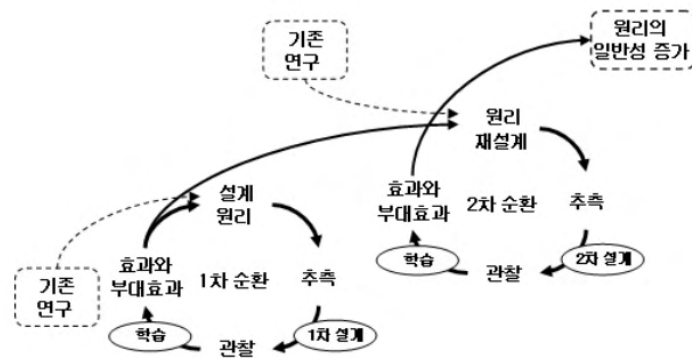 원리의
일반성 증가
기존
연구
원리
재설계
효과와
부대효과
2차 순환
추측
학습
관찰
2차 설계
설계
원리
기존
연구
효과와
부대효과
1차 순환
추측
학습
관찰
1차 설계